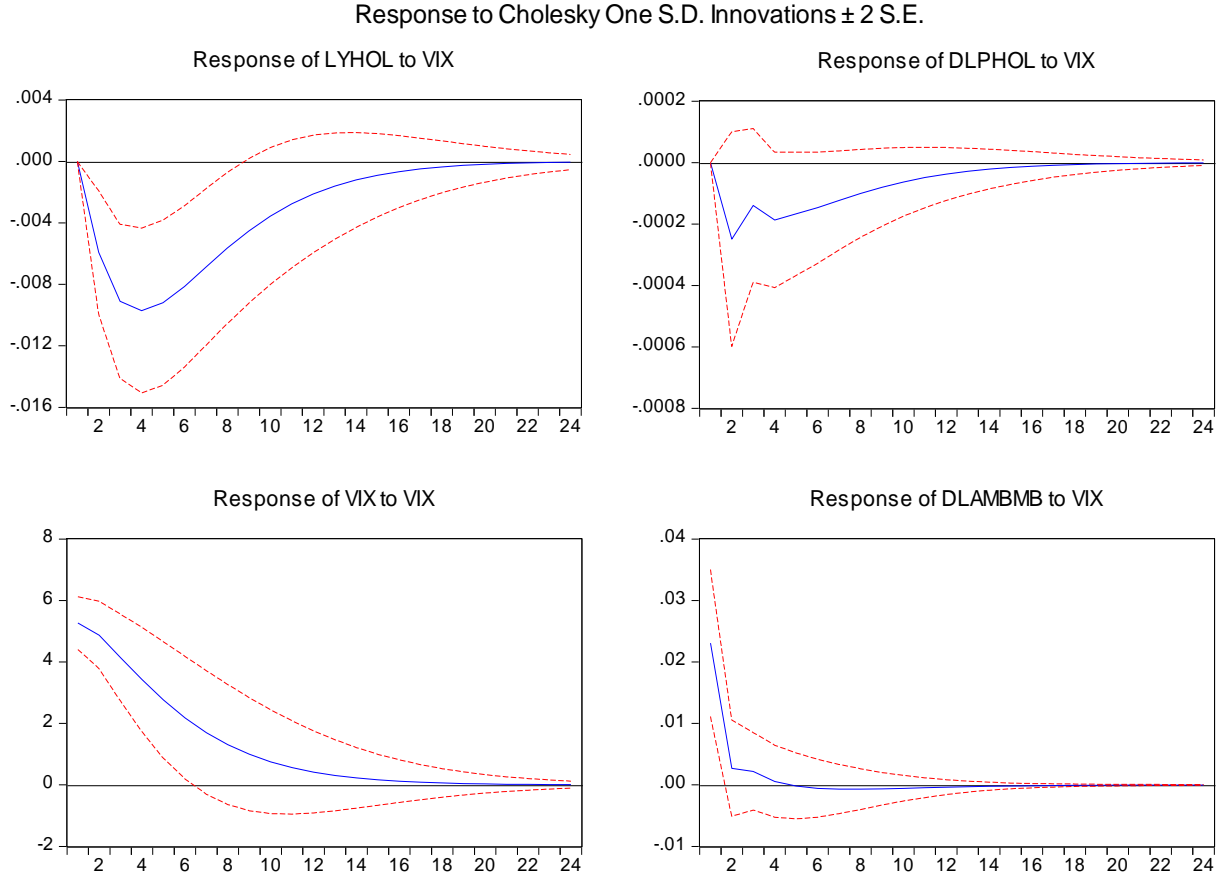 Response to Cholesky One S.D. Innovations ± 2 S.E.
Response of LYHOL to VIX
.004
.000
-.004
-.008
-.012
-.016
2 4 6 8 10 12 14 16 18 20 22 24
Response of DLPHOL to VIX
.0002
.0000
-.0002
-.0004
-.0006
-.0008
2 4 6 8 10 12 14 16 18 20 22 24
Response of VIX to VIX
8
6
4
2
0
-2
2 4 6 8 10 12 14 16 18 20 22 24
Response of DLAMBMB to VIX
.04
.03
.02
.01
.00
-.01
2 4 6 8 10 12 14 16 18 20 22 24